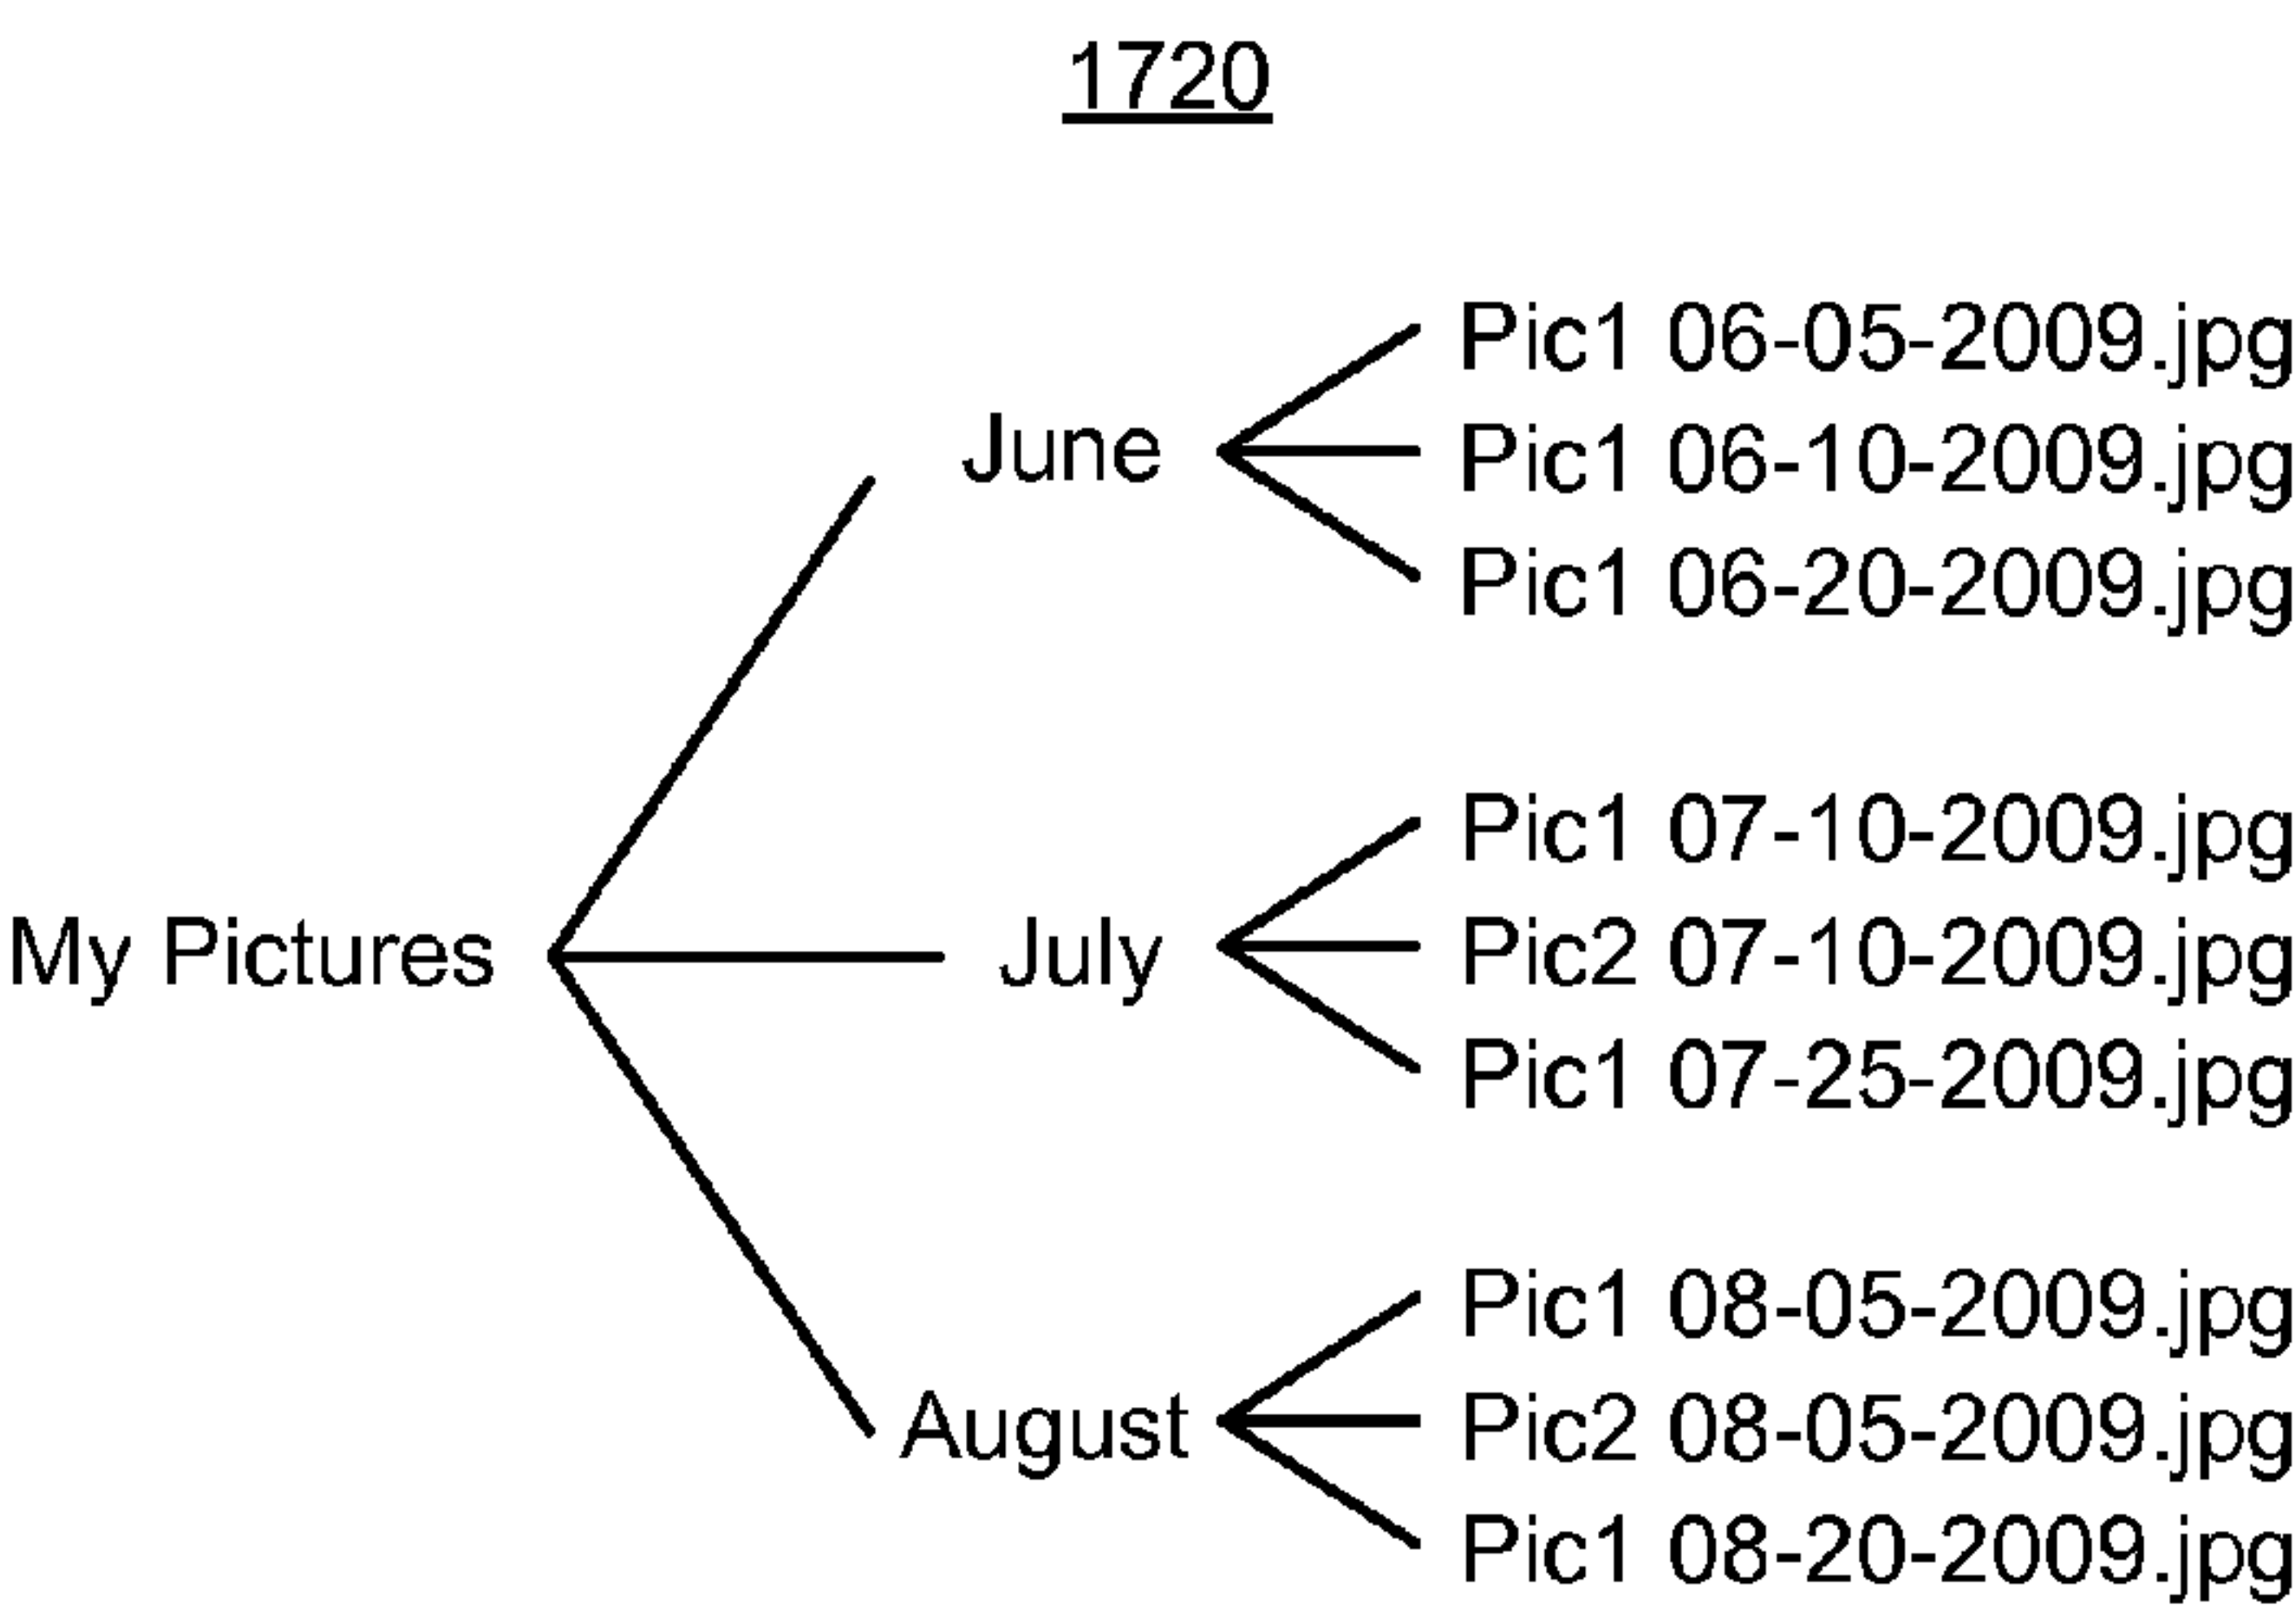 1720
Pic1 06-05-2009.jpg
June
Pic1 06-10-2009.jpg
Pic1 06-20-2009.jpg
Pic1 07-10-2009.jpg
My Pictures
July
Pic2 07-10-2009.jpg
Pic1 07-25-2009.jpg
Pic1 08-05-2009.jpg
August
Pic2 08-05-2009.jpg
Pic1 08-20-2009.jpg